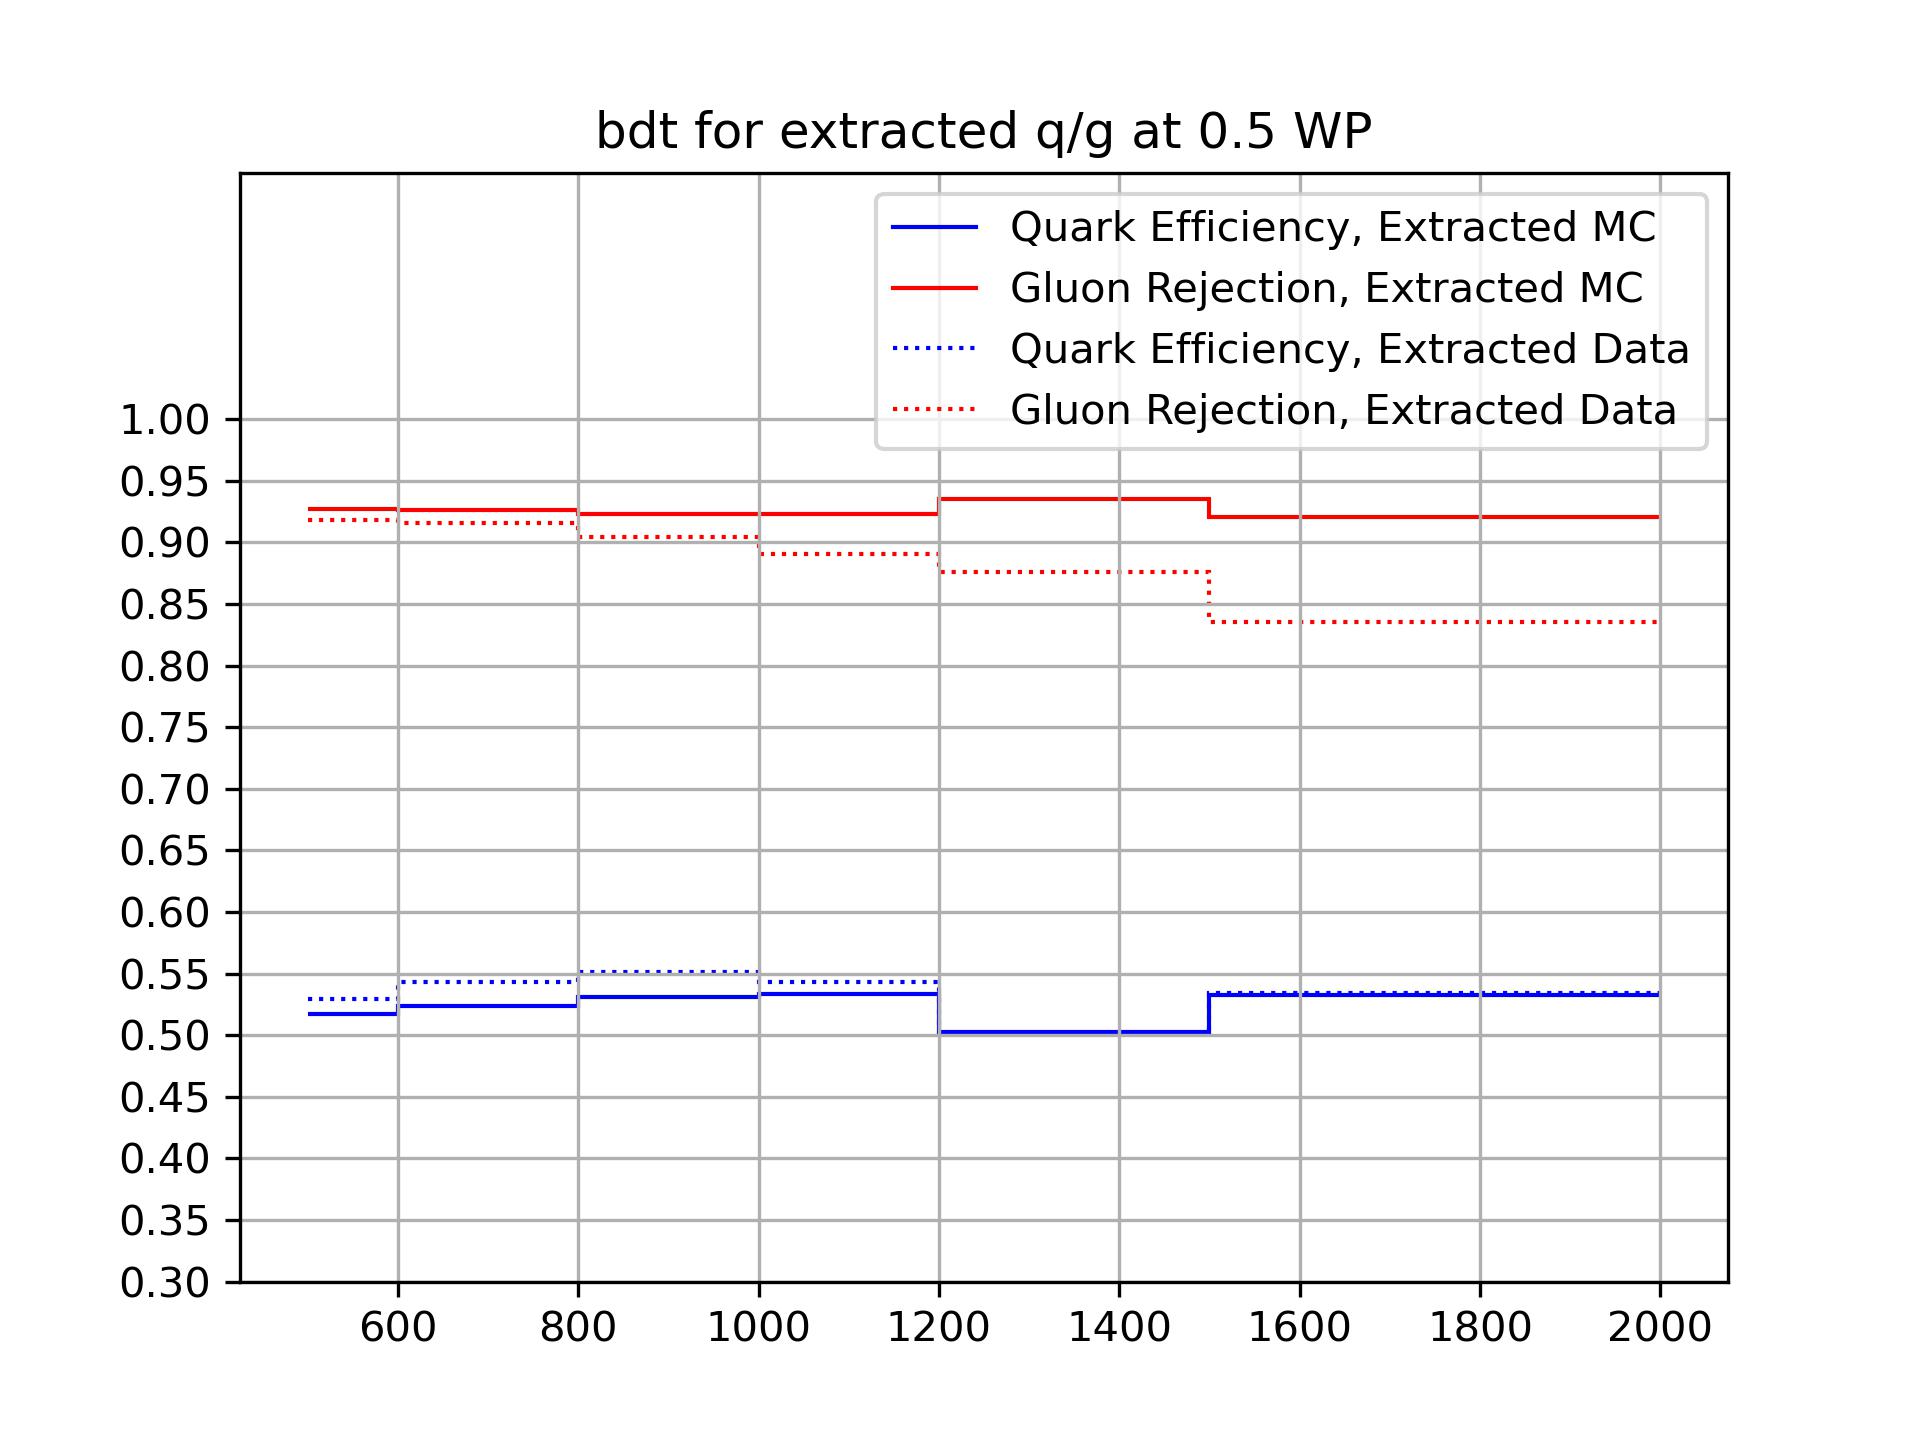 bdt for extracted q/g at 0.5 WP
Quark Efficiency, Extracted MC
Gluon Rejection, Extracted MC
Quark Efficiency, Extracted Data
Gluon Rejection, Extracted Data
1.00
0.95
0.90
0.85
0.80
0.75
0.70
0.65
0.60
0.55
0.50
0.45
0.40
0.35
0.30
600 800 1000 1200 1400 1600 1800 2000